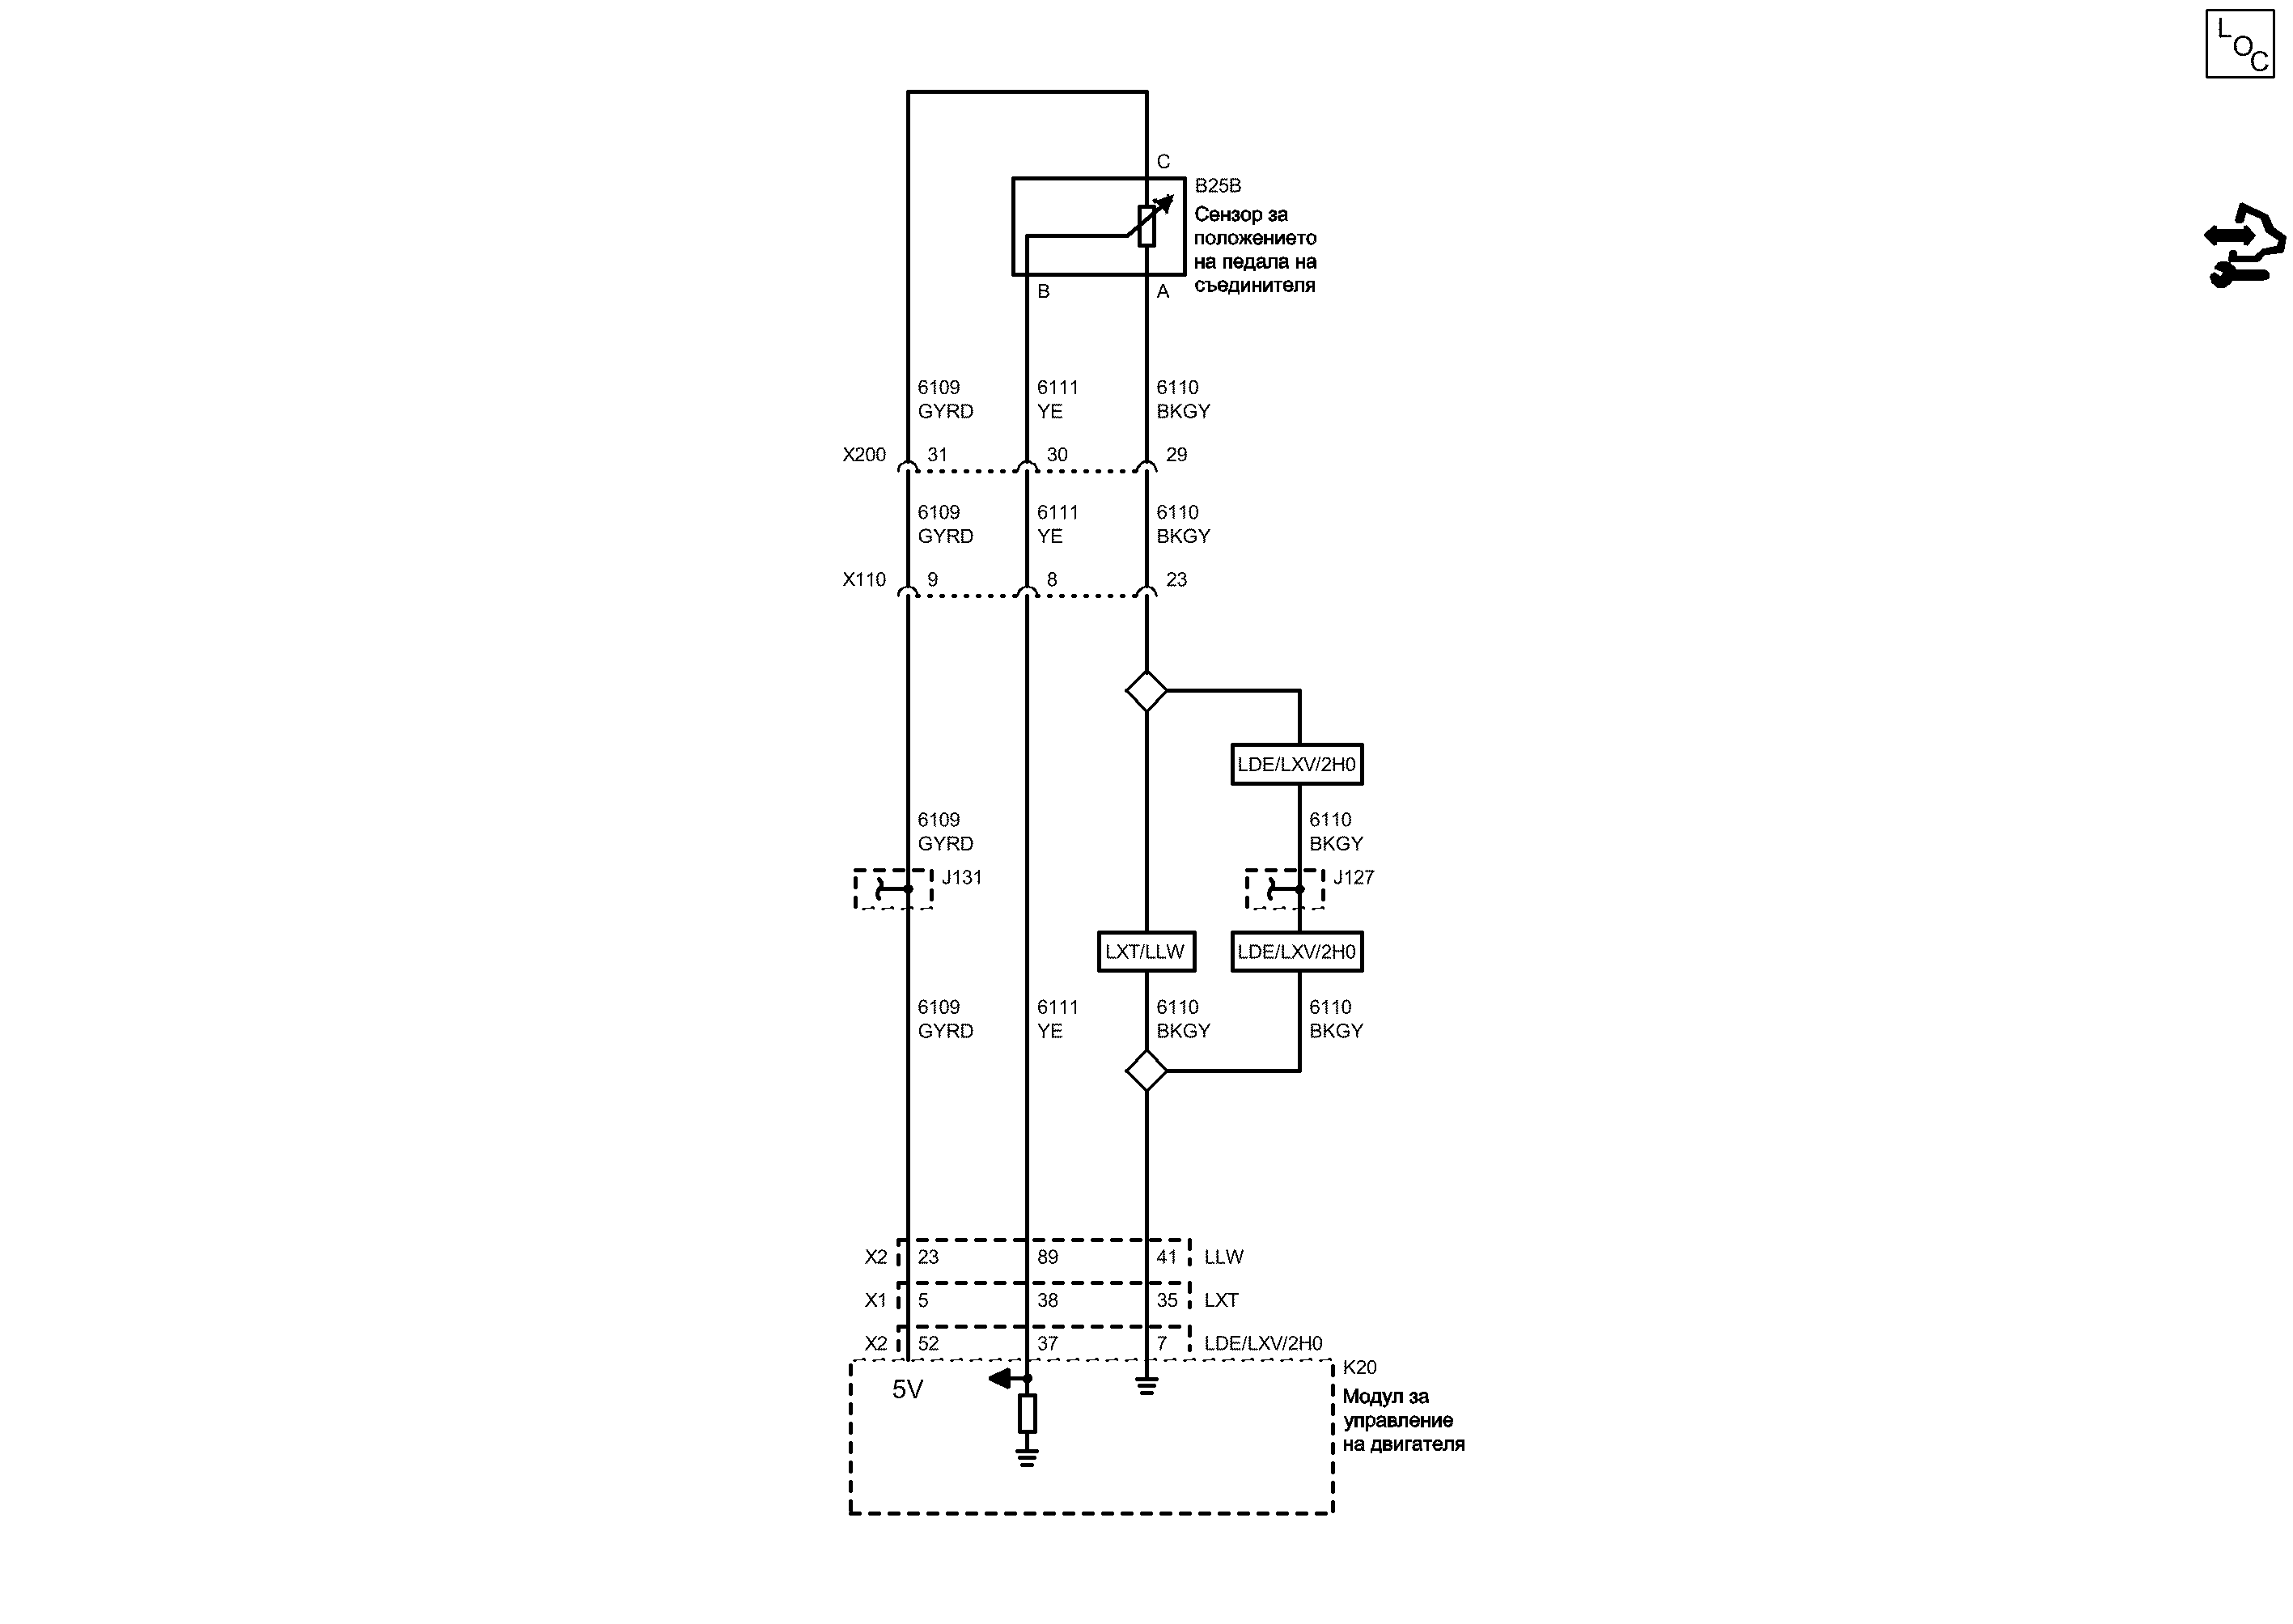 LOC
C
B25B
Сензор за
положението
на педала на
съединителя
B
A
6109
GYRD
6111
YE
6110
BKGY
X200
31
30
29
6109
GYRD
6111
YE
6110
BKGY
X110
9
8
23
LDE/LXV/2H0
6109
GYRD
6110
BKGY
J131
J127
LXT/LLW
LDE/LXV/2H0
6109
GYRD
6111
YE
6110
BKGY
6110
BKGY
X2
23
89
41
LLW
X1
5
38
35
LXT
X2
52
37
7
LDE/LXV/2H0
5V
K20
Модул за
управление
на двигателя